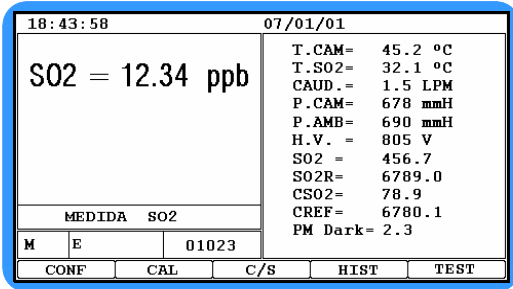 18:43:58 07/01/01
SO2 = 12.34 ppb
T.CAM= 45.2 ºC
T.SO2= 32.1 ºC
CAUD.= 1.5 LPM
P.CAM= 678 mmH
P.AMB= 690 mmH
H.V. = 805 V
SO2 = 456.7
SO2R= 6789.0
CSO2= 78.9
CREF= 6780.1
PM Dark= 2.3
MEDIDA SO2
M E 01023
CONF CAL C/S HIST TEST